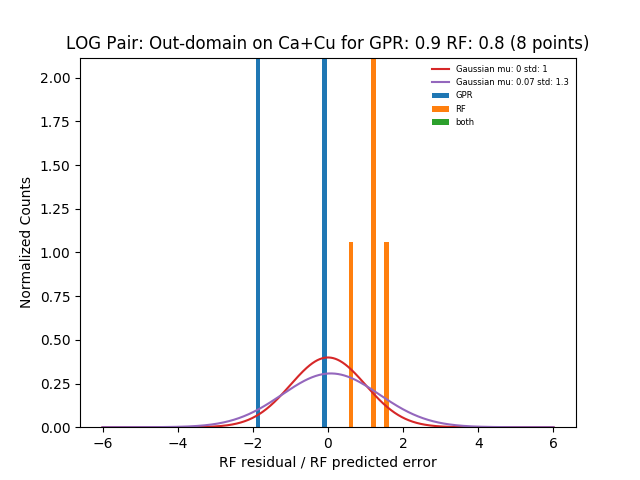 LOG Pair: Out-domain on Ca+Cu for GPR: 0.9 RF: 0.8 (8 points)
Gaussian mu: 0 std: 1
Gaussian mu: 0.07 std: 1.3
GPR
RF
both
Normalized Counts
2.00
1.75
1.50
1.25
1.00
0.75
0.50
0.25
0.00
−6
−4
−2
0
2
4
6
RF residual / RF predicted error